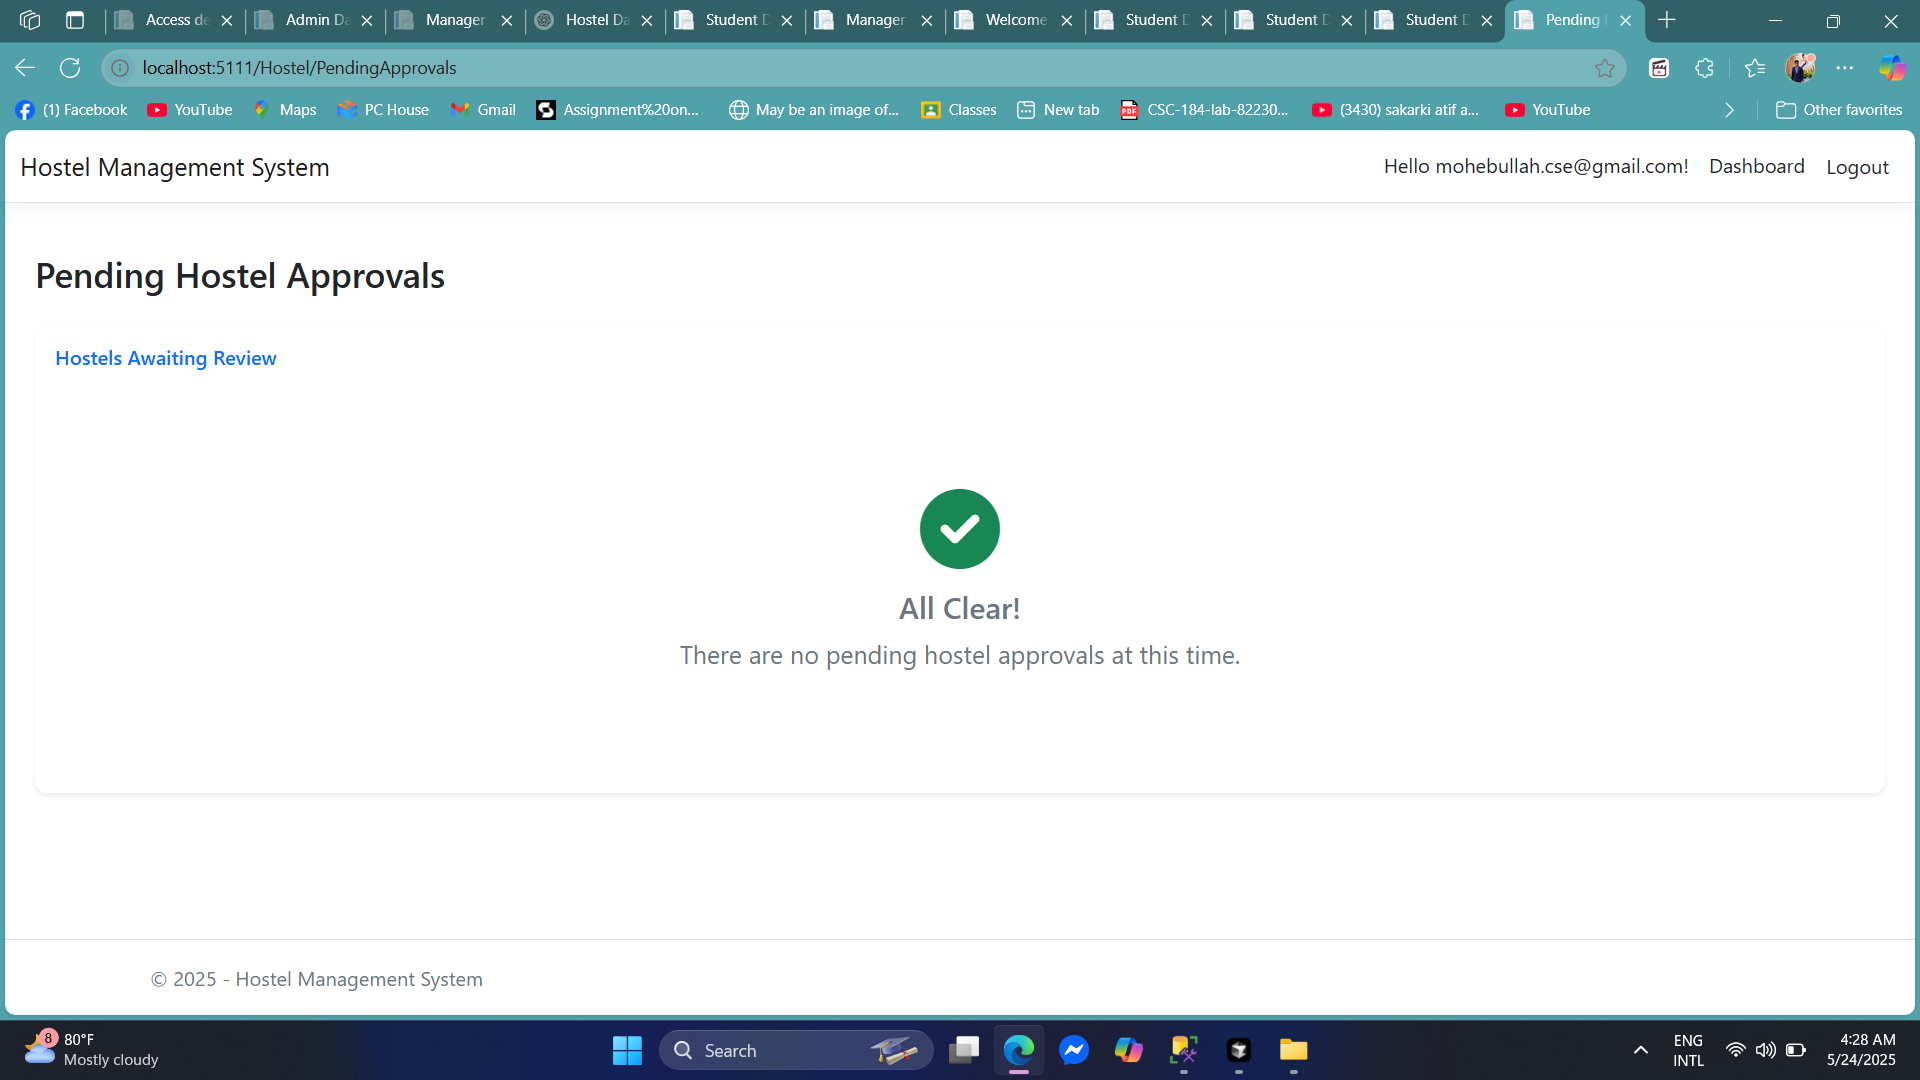 Access de
Admin Da
Manager
Hostel Da
Student D
Manager
Welcome
Student D
Student D
Student D
Pending
localhost:5111/Hostel/PendingApprovals
(1) Facebook
YouTube
Maps
PC House
Gmail
Assignment%20on...
May be an image of...
Classes
New tab
CSC-184-lab-82230...
(3430) sakarki atif a...
YouTube
Other favorites
Hostel Management System
Hello mohebullah.cse@gmail.com!
Dashboard
Logout
Pending Hostel Approvals
Hostels Awaiting Review
All Clear!
There are no pending hostel approvals at this time.
© 2025 - Hostel Management System
8
80°F
Mostly cloudy
Search
ENG
INTL
4:28 AM
5/24/2025